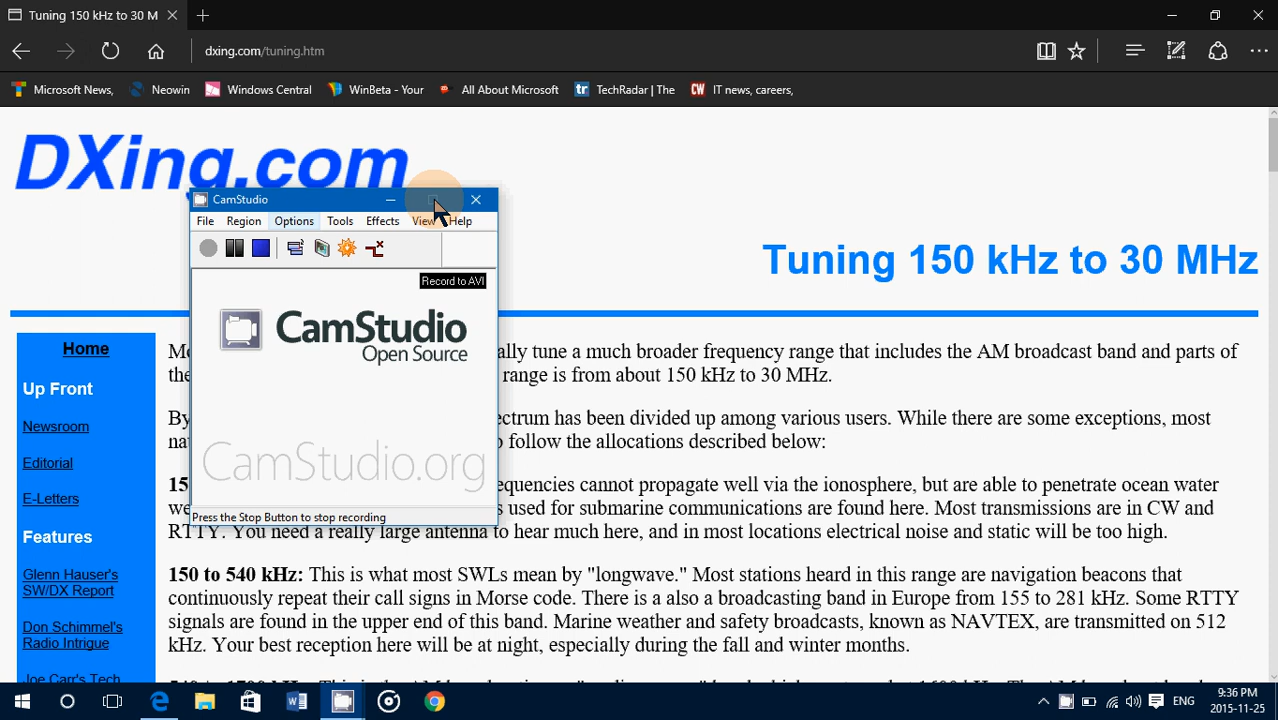 Tuning 150 kHz to 30 M
dxing.com/tuning.htm
Microsoft News, Neowin Windows Central WinBeta - Your All About Microsoft TechRadar | The IT news, careers,
DXing.com
CamStudio
File Region Options Tools Effects View Help
Record to AVI
CamStudio
Open Source
CamStudio.org
Press the Stop Button to stop recording
Tuning 150 kHz to 30 MHz
Home
Up Front
Newsroom
Editorial
E-Letters
Features
Glenn Hauser's
SW/DX Report
Don Schimmel's
Radio Intrigue
Joe Carr's Tech
ally tune a much broader frequency range that includes the AM broadcast band and parts of
the range is from about 150 kHz to 30 MHz.
By ectrum has been divided up among various users. While there are some exceptions, most
to follow the allocations described below:
equencies cannot propagate well via the ionosphere, but are able to penetrate ocean water
used for submarine communications are found here. Most transmissions are in CW and
RTTY. You need a really large antenna to hear much here, and in most locations electrical noise and static will be too high.
150 to 540 kHz: This is what most SWLs mean by "longwave." Most stations heard in this range are navigation beacons that
continuously repeat their call signs in Morse code. There is a also a broadcasting band in Europe from 155 to 281 kHz. Some RTTY
signals are found in the upper end of this band. Marine weather and safety broadcasts, known as NAVTEX, are transmitted on 512
kHz. Your best reception here will be at night, especially during the fall and winter months.
ENG
9:36 PM
2015-11-25